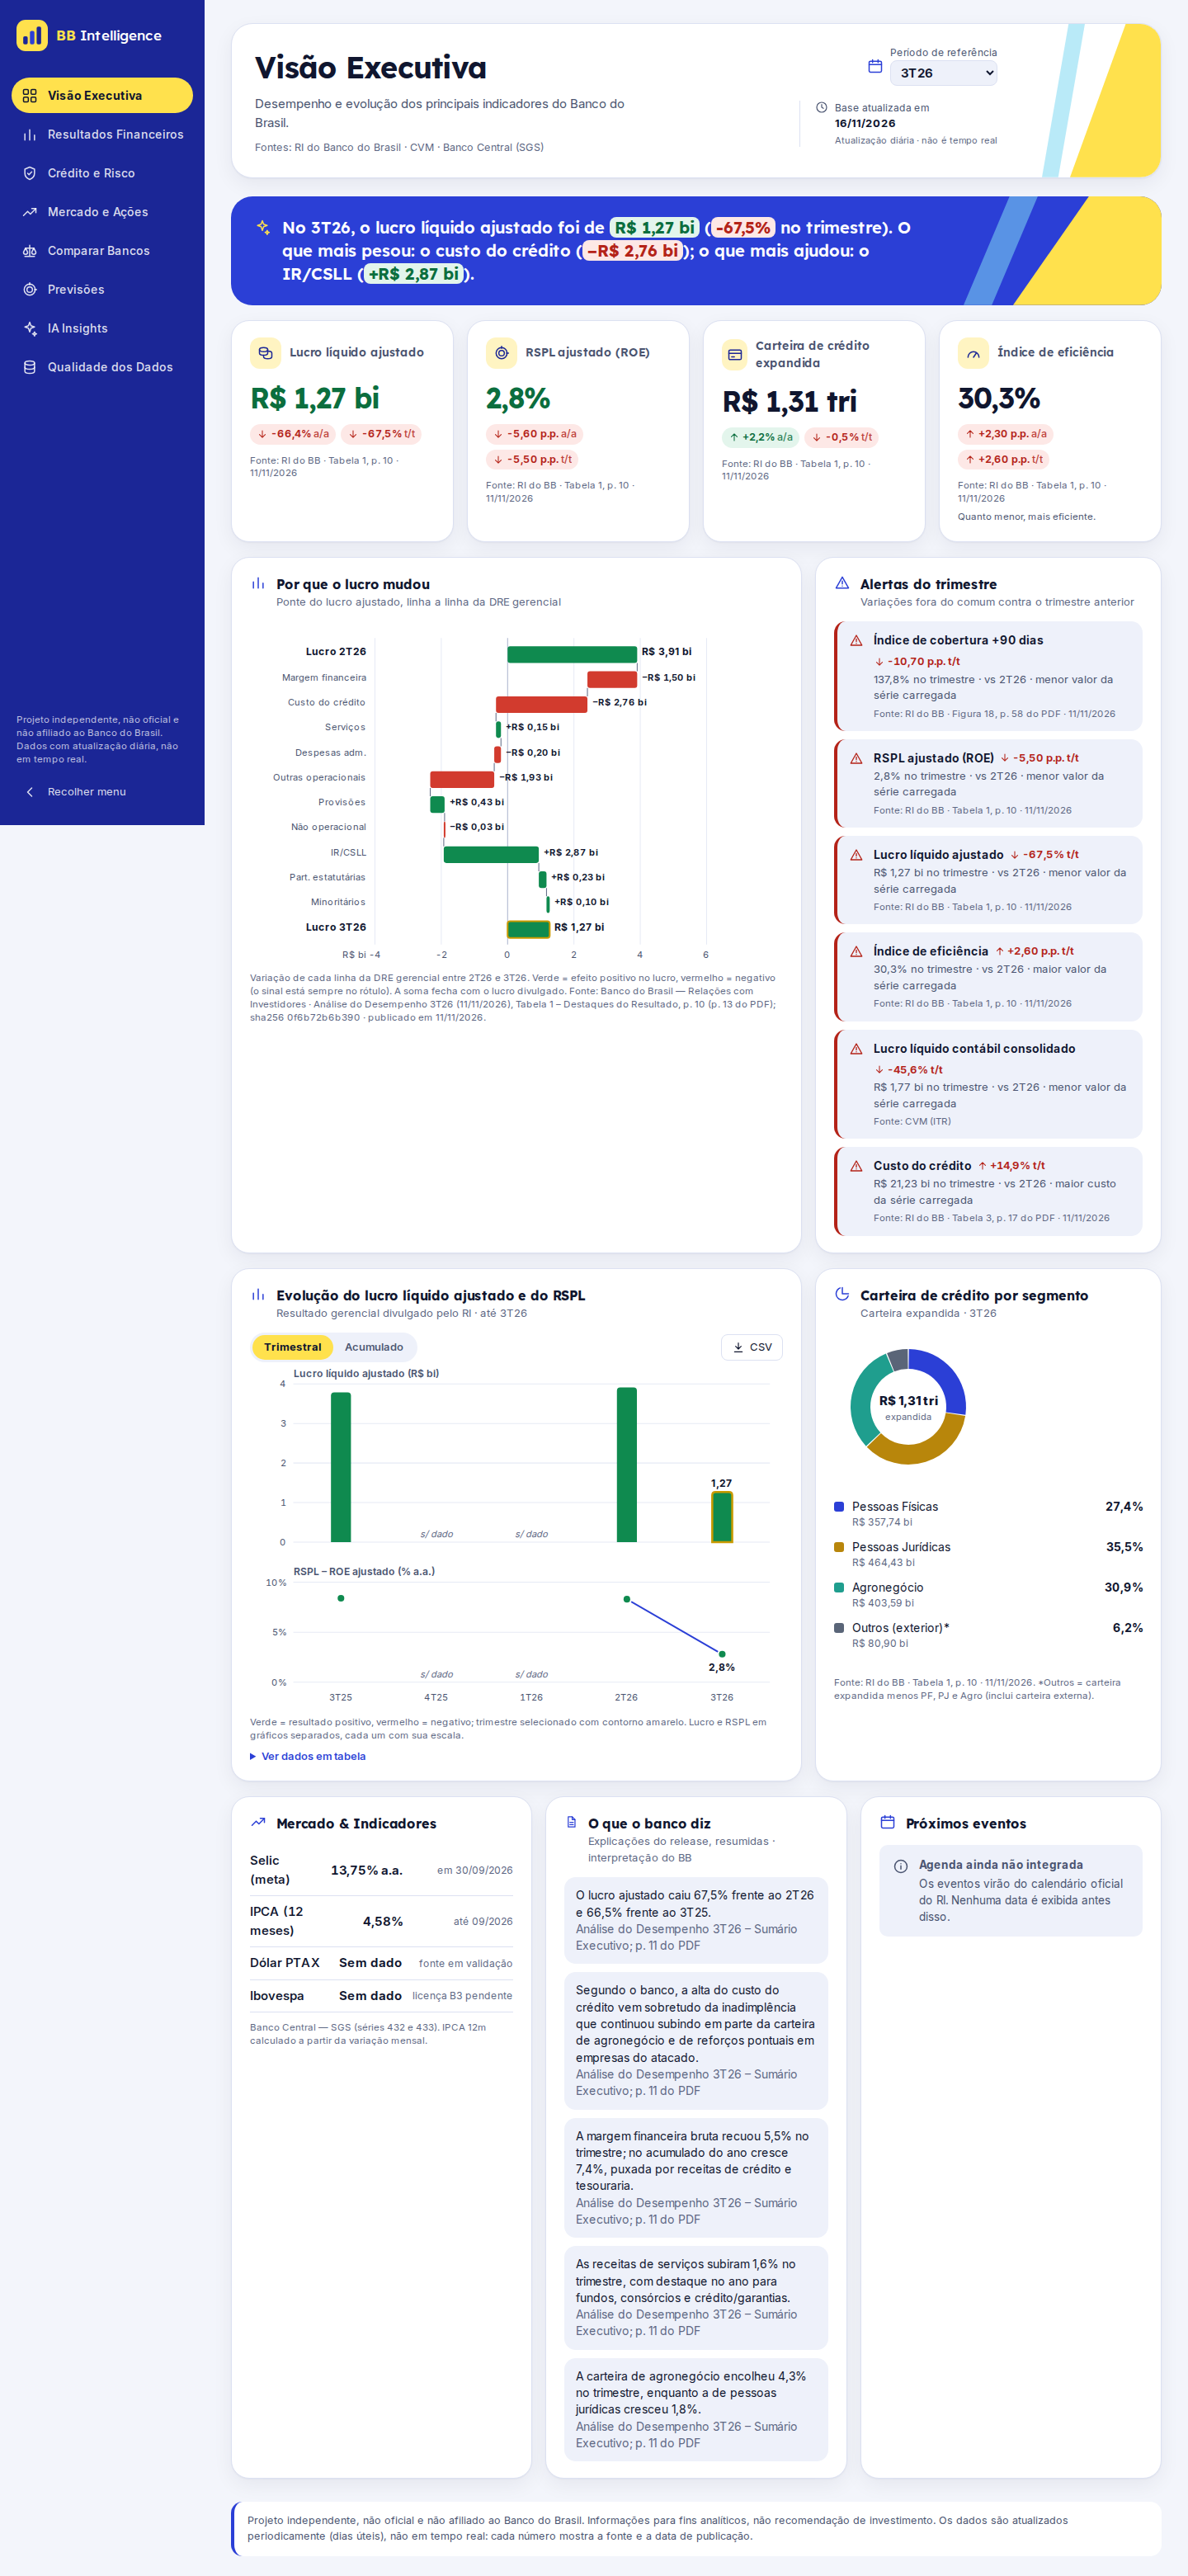 BB Intelligence
Visão Executiva
Resultados Financeiros
Crédito e Risco
Mercado e Ações
Comparar Bancos
Previsões
IA Insights
Qualidade dos Dados
Projeto independente, não oficial e
não afiliado ao Banco do Brasil.
Dados com atualização diária, não
em tempo real.
Recolher menu
Visão Executiva
Desempenho e evolução dos principais indicadores do Banco do
Brasil.
Fontes: RI do Banco do Brasil · CVM · Banco Central (SGS)
Período de referência
3T26
Base atualizada em
16/11/2026
Atualização diária · não é tempo real
No 3T26, o lucro líquido ajustado foi de R$ 1,27 bi (-67,5% no trimestre). O
que mais pesou: o custo do crédito (−R$ 2,76 bi); o que mais ajudou: o
IR/CSLL (+R$ 2,87 bi).
Lucro líquido ajustado
R$ 1,27 bi
↓ -66,4% a/a ↓ -67,5% t/t
Fonte: RI do BB · Tabela 1, p. 10 ·
11/11/2026
RSPL ajustado (ROE)
2,8%
↓ -5,60 p.p. a/a
↓ -5,50 p.p. t/t
Fonte: RI do BB · Tabela 1, p. 10 ·
11/11/2026
Carteira de crédito
expandida
R$ 1,31 tri
↑ +2,2% a/a ↓ -0,5% t/t
Fonte: RI do BB · Tabela 1, p. 10 ·
11/11/2026
Índice de eficiência
30,3%
↑ +2,30 p.p. a/a
↑ +2,60 p.p. t/t
Fonte: RI do BB · Tabela 1, p. 10 ·
11/11/2026
Quanto menor, mais eficiente.
Por que o lucro mudou
Ponte do lucro ajustado, linha a linha da DRE gerencial
Lucro 2T26 R$ 3,91 bi
Margem financeira −R$ 1,50 bi
Custo do crédito −R$ 2,76 bi
Serviços +R$ 0,15 bi
Despesas adm. −R$ 0,20 bi
Outras operacionais −R$ 1,93 bi
Provisões +R$ 0,43 bi
Não operacional −R$ 0,03 bi
IR/CSLL +R$ 2,87 bi
Part. estatutárias +R$ 0,23 bi
Minoritários +R$ 0,10 bi
Lucro 3T26 R$ 1,27 bi
R$ bi -4 -2 0 2 4 6
Variação de cada linha da DRE gerencial entre 2T26 e 3T26. Verde = efeito positivo no lucro, vermelho = negativo
(o sinal está sempre no rótulo). A soma fecha com o lucro divulgado. Fonte: Banco do Brasil — Relações com
Investidores · Análise do Desempenho 3T26 (11/11/2026), Tabela 1 – Destaques do Resultado, p. 10 (p. 13 do PDF);
sha256 0f6b72b6b390 · publicado em 11/11/2026.
Alertas do trimestre
Variações fora do comum contra o trimestre anterior
Índice de cobertura +90 dias
↓ -10,70 p.p. t/t
137,8% no trimestre · vs 2T26 · menor valor da
série carregada
Fonte: RI do BB · Figura 18, p. 58 do PDF · 11/11/2026
RSPL ajustado (ROE) ↓ -5,50 p.p. t/t
2,8% no trimestre · vs 2T26 · menor valor da
série carregada
Fonte: RI do BB · Tabela 1, p. 10 · 11/11/2026
Lucro líquido ajustado ↓ -67,5% t/t
R$ 1,27 bi no trimestre · vs 2T26 · menor valor da
série carregada
Fonte: RI do BB · Tabela 1, p. 10 · 11/11/2026
Índice de eficiência ↑ +2,60 p.p. t/t
30,3% no trimestre · vs 2T26 · maior valor da
série carregada
Fonte: RI do BB · Tabela 1, p. 10 · 11/11/2026
Lucro líquido contábil consolidado
↓ -45,6% t/t
R$ 1,77 bi no trimestre · vs 2T26 · menor valor da
série carregada
Fonte: CVM (ITR)
Custo do crédito ↑ +14,9% t/t
R$ 21,23 bi no trimestre · vs 2T26 · maior custo
da série carregada
Fonte: RI do BB · Tabela 3, p. 17 do PDF · 11/11/2026
Evolução do lucro líquido ajustado e do RSPL
Resultado gerencial divulgado pelo RI · até 3T26
Trimestral Acumulado CSV
Lucro líquido ajustado (R$ bi)
4
3
2
1
0
s/ dado s/ dado
1,27
RSPL – ROE ajustado (% a.a.)
10%
5%
0%
s/ dado s/ dado
2,8%
3T25 4T25 1T26 2T26 3T26
Verde = resultado positivo, vermelho = negativo; trimestre selecionado com contorno amarelo. Lucro e RSPL em
gráficos separados, cada um com sua escala.
Ver dados em tabela
Carteira de crédito por segmento
Carteira expandida · 3T26
R$ 1,31 tri
expandida
Pessoas Físicas 27,4%
R$ 357,74 bi
Pessoas Jurídicas 35,5%
R$ 464,43 bi
Agronegócio 30,9%
R$ 403,59 bi
Outros (exterior)* 6,2%
R$ 80,90 bi
Fonte: RI do BB · Tabela 1, p. 10 · 11/11/2026. *Outros = carteira
expandida menos PF, PJ e Agro (inclui carteira externa).
Mercado & Indicadores
Selic
(meta) 13,75% a.a. em 30/09/2026
IPCA (12
meses) 4,58% até 09/2026
Dólar PTAX Sem dado fonte em validação
Ibovespa Sem dado licença B3 pendente
Banco Central — SGS (séries 432 e 433). IPCA 12m
calculado a partir da variação mensal.
O que o banco diz
Explicações do release, resumidas ·
interpretação do BB
O lucro ajustado caiu 67,5% frente ao 2T26
e 66,5% frente ao 3T25.
Análise do Desempenho 3T26 – Sumário
Executivo; p. 11 do PDF
Segundo o banco, a alta do custo do
crédito vem sobretudo da inadimplência
que continuou subindo em parte da carteira
de agronegócio e de reforços pontuais em
empresas do atacado.
Análise do Desempenho 3T26 – Sumário
Executivo; p. 11 do PDF
A margem financeira bruta recuou 5,5% no
trimestre; no acumulado do ano cresce
7,4%, puxada por receitas de crédito e
tesouraria.
Análise do Desempenho 3T26 – Sumário
Executivo; p. 11 do PDF
As receitas de serviços subiram 1,6% no
trimestre, com destaque no ano para
fundos, consórcios e crédito/garantias.
Análise do Desempenho 3T26 – Sumário
Executivo; p. 11 do PDF
A carteira de agronegócio encolheu 4,3%
no trimestre, enquanto a de pessoas
jurídicas cresceu 1,8%.
Análise do Desempenho 3T26 – Sumário
Executivo; p. 11 do PDF
Próximos eventos
Agenda ainda não integrada
Os eventos virão do calendário oficial
do RI. Nenhuma data é exibida antes
disso.
Projeto independente, não oficial e não afiliado ao Banco do Brasil. Informações para fins analíticos, não recomendação de investimento. Os dados são atualizados
periodicamente (dias úteis), não em tempo real: cada número mostra a fonte e a data de publicação.